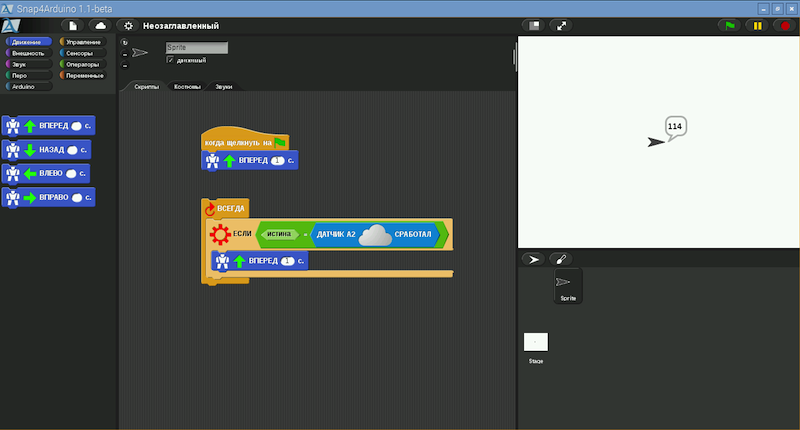 Snap4Arduino 1.1-beta
Неозаглавленный
Движение
Управление
Внешность
Сенсоры
Звук
Операторы
Перо
Переменные
Arduino
ВПЕРЕД с.
НАЗАД с.
ВЛЕВО с.
ВПРАВО с.
Sprite
движимый
Скрипты Костюмы Звуки
когда щелкнуть на
ВПЕРЕД 1 с.
ВСЕГДА
ЕСЛИ истина = ДАТЧИК A2 СРАБОТАЛ
ВПЕРЕД 1 с.
114
Sprite
Stage